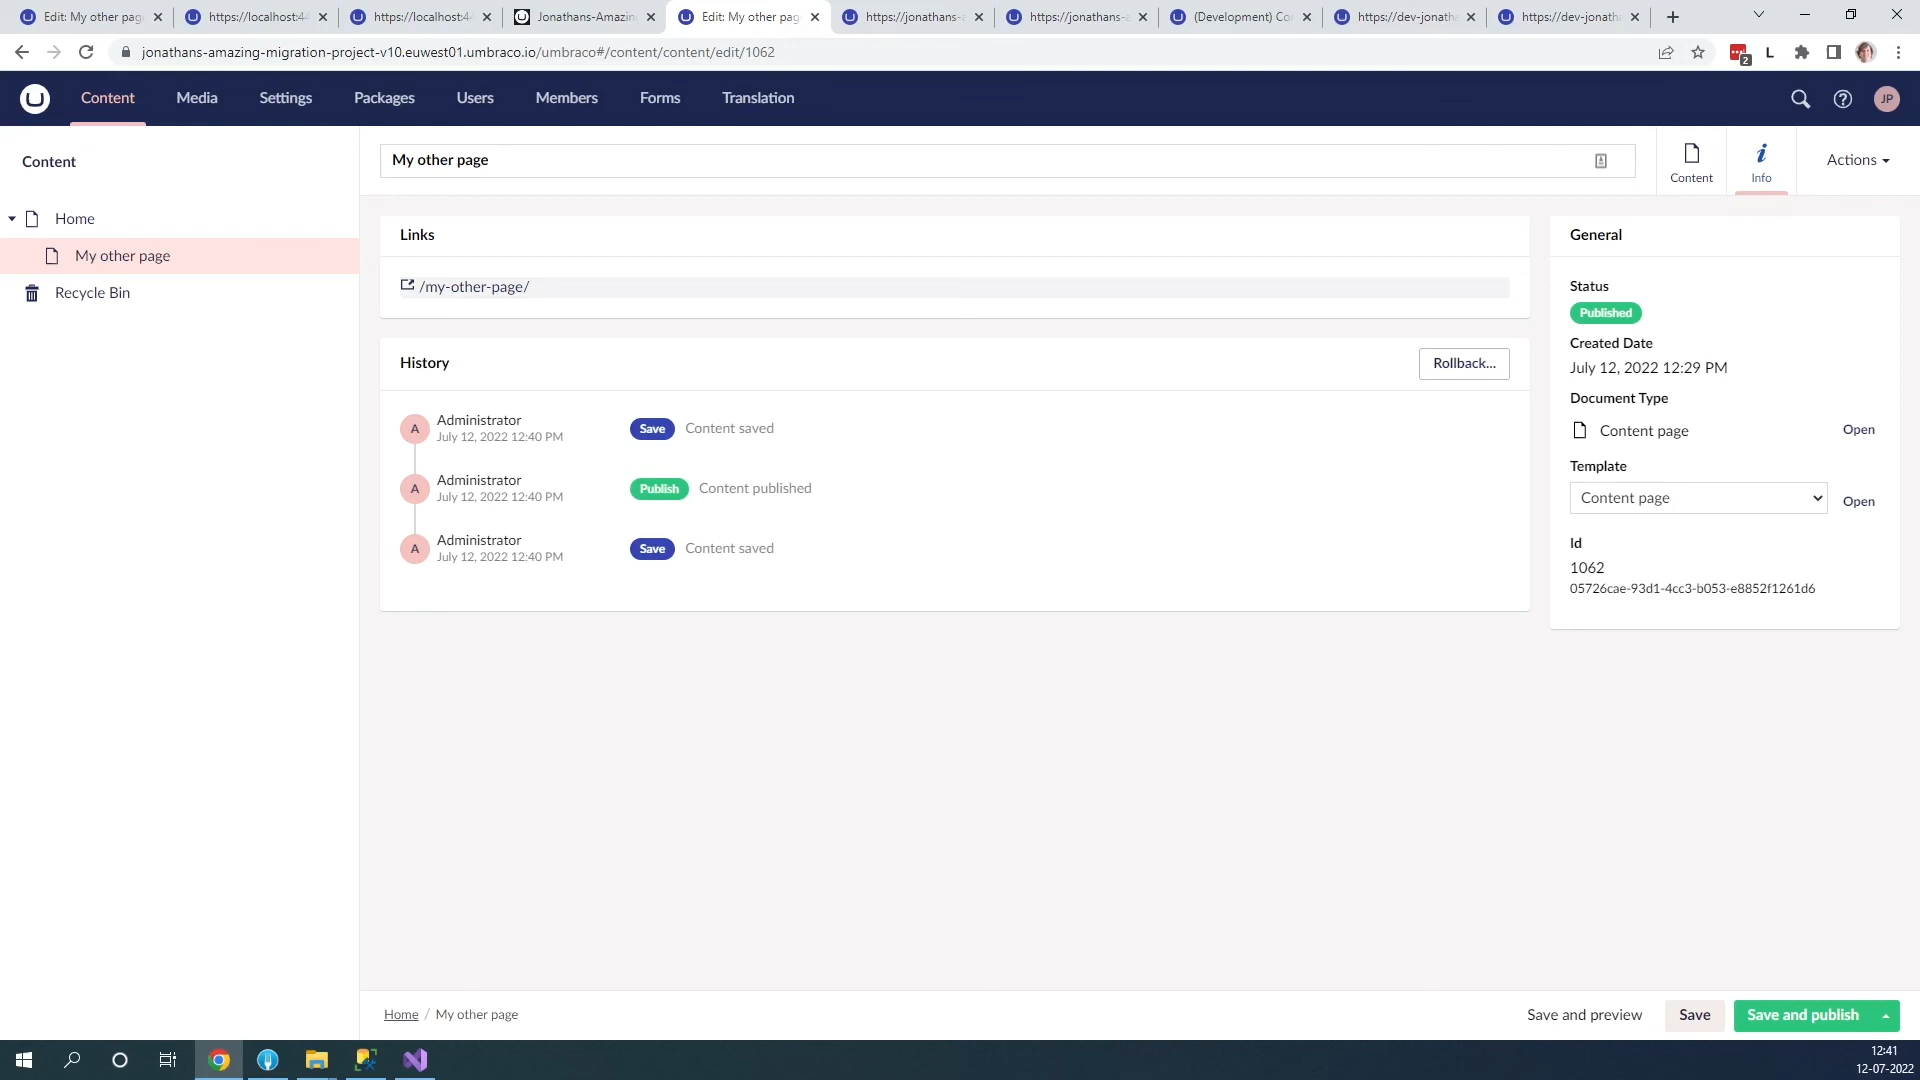 Edit: My other pag
https://localhost:44
https://localhost:44
Jonathans-Amazin
Edit: My other pag
https://jonathans-a
https://jonathans-a
(Development) Co
https://dev-jonath
https://dev-jonath
jonathans-amazing-migration-project-v10.euwest01.umbraco.io/umbraco#/content/content/edit/1062
2
L
Content
Media
Settings
Packages
Users
Members
Forms
Translation
JP
Content
Home
My other page
Recycle Bin
My other page
Content
Info
Actions
Links
/my-other-page/
History
Rollback...
A
Administrator
July 12, 2022 12:40 PM
Save
Content saved
A
Administrator
July 12, 2022 12:40 PM
Publish
Content published
A
Administrator
July 12, 2022 12:40 PM
Save
Content saved
General
Status
Published
Created Date
July 12, 2022 12:29 PM
Document Type
Content page
Open
Template
Content page
Open
Id
1062
05726cae-93d1-4cc3-b053-e8852f1261d6
Home / My other page
Save and preview
Save
Save and publish
12:41
12-07-2022